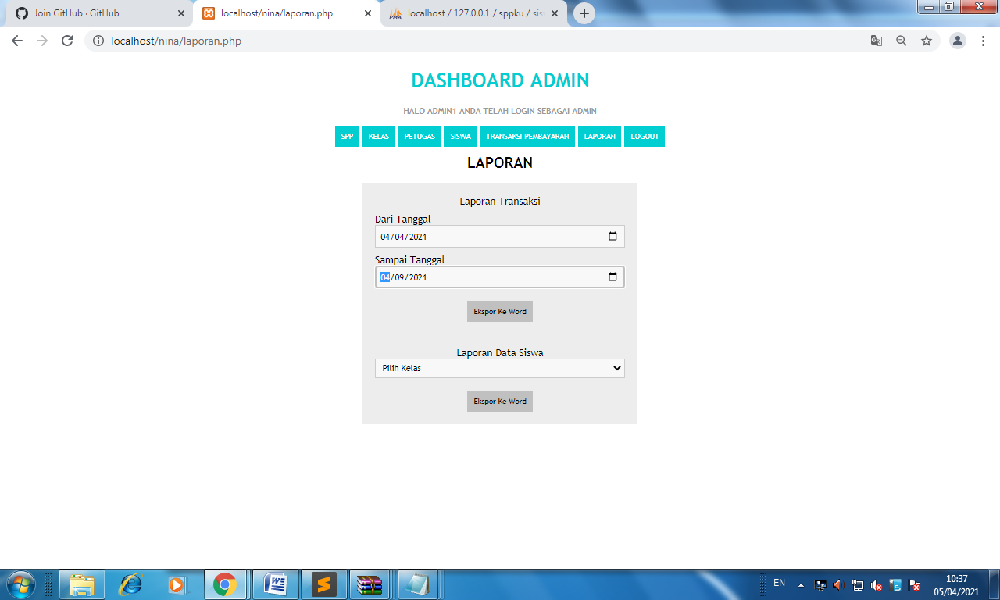 Join GitHub · GitHub
localhost/nina/laporan.php
localhost / 127.0.0.1 / sppku / sis
localhost/nina/laporan.php
DASHBOARD ADMIN
HALO ADMIN1 ANDA TELAH LOGIN SEBAGAI ADMIN
SPP KELAS PETUGAS SISWA TRANSAKSI PEMBAYARAN LAPORAN LOGOUT
LAPORAN
Laporan Transaksi
Dari Tanggal
04/04/2021
Sampai Tanggal
04/09/2021
Ekspor Ke Word
Laporan Data Siswa
Pilih Kelas
Ekspor Ke Word
EN
10:37
05/04/2021